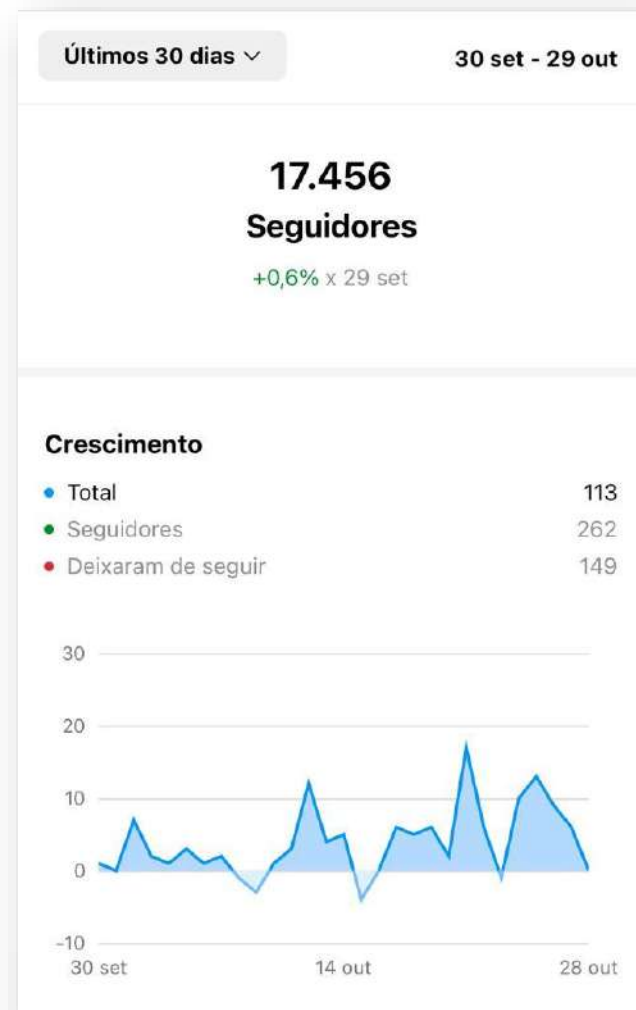 Últimos 30 dias 30 set - 29 out
17.456
Seguidores
+0,6% x 29 set
Crescimento
Total 113
Seguidores 262
Deixaram de seguir 149
30
20
10
0
-10
30 set 14 out 28 out